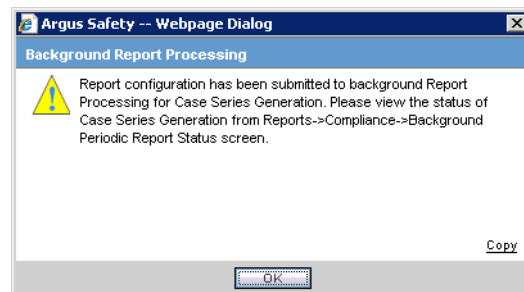 Argus Safety -- Webpage Dialog
Background Report Processing
Report configuration has been submitted to background Report
Processing for Case Series Generation. Please view the status of
Case Series Generation from Reports->Compliance->Background
Periodic Report Status screen.
Copy
OK